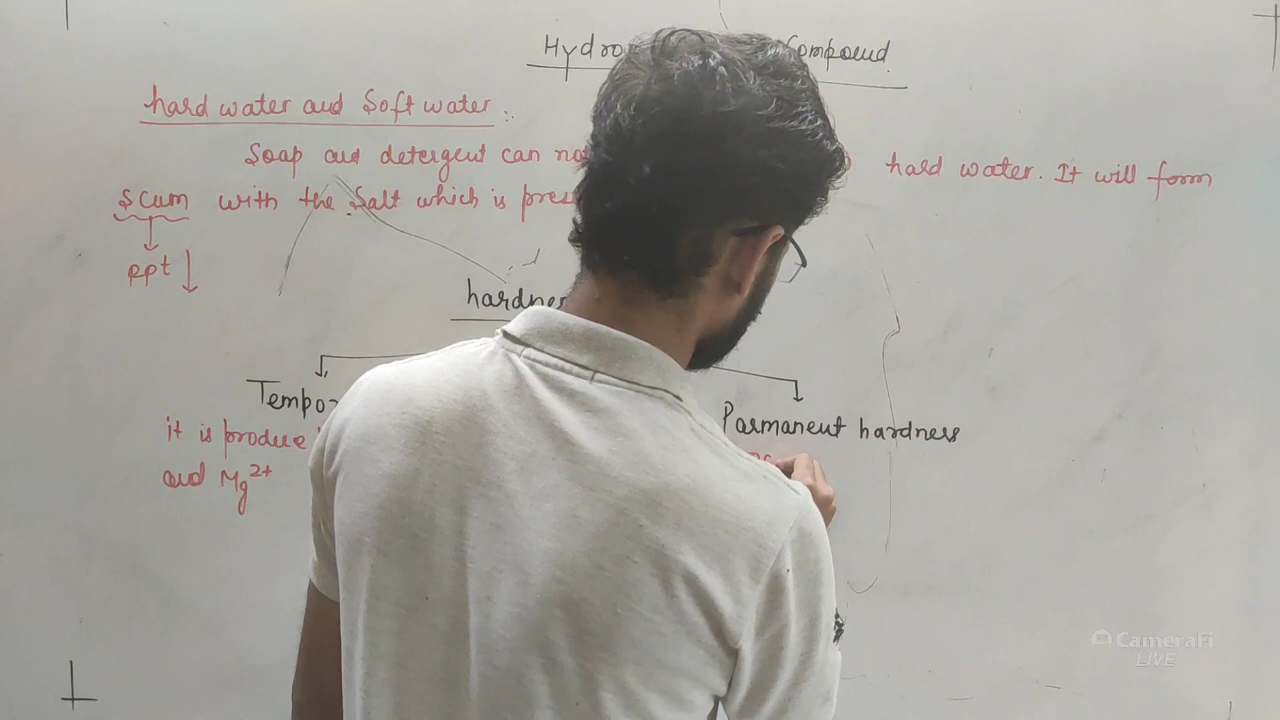 Hydro Compound
hard water and Soft water :.
Soap and detergent can not hard water. It will form
Scum with the Salt which is pres
ppt ↓
hardne
Tempo Parmanent hardness
it is produce
and Mg2+
CameraFi
LIVE